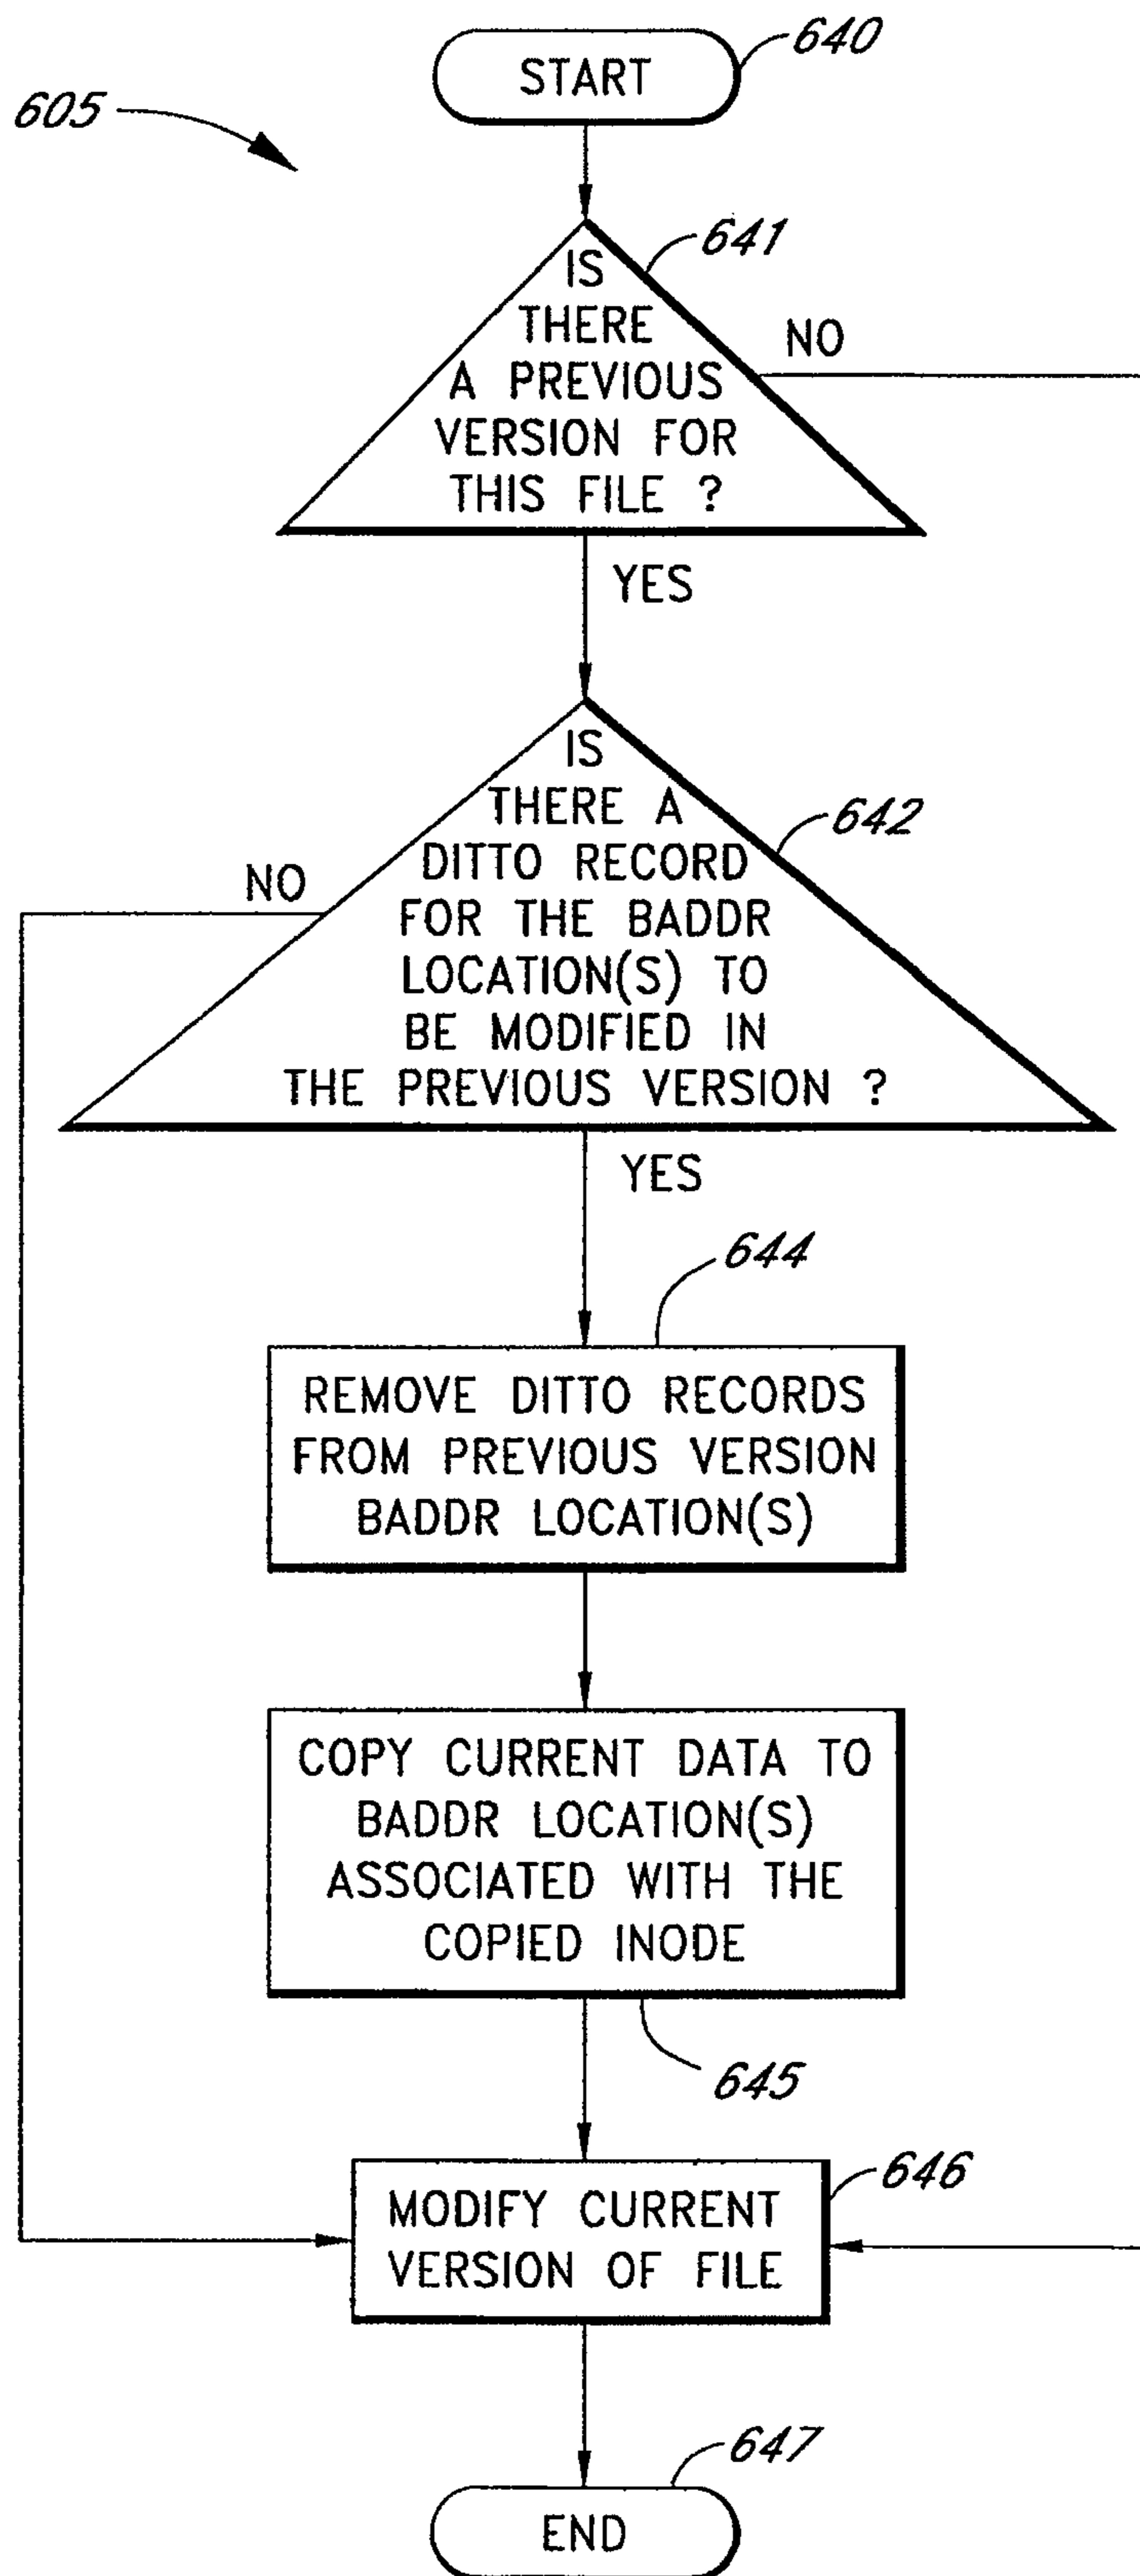 START
640
605
641
IS
THERE
A PREVIOUS
VERSION FOR
THIS FILE ?
NO
YES
642
IS
THERE A
DITTO RECORD
FOR THE BADDR
LOCATION(S) TO
BE MODIFIED IN
THE PREVIOUS VERSION ?
NO
YES
644
REMOVE DITTO RECORDS
FROM PREVIOUS VERSION
BADDR LOCATION(S)
COPY CURRENT DATA TO
BADDR LOCATION(S)
ASSOCIATED WITH THE
COPIED INODE
645
646
MODIFY CURRENT
VERSION OF FILE
647
END